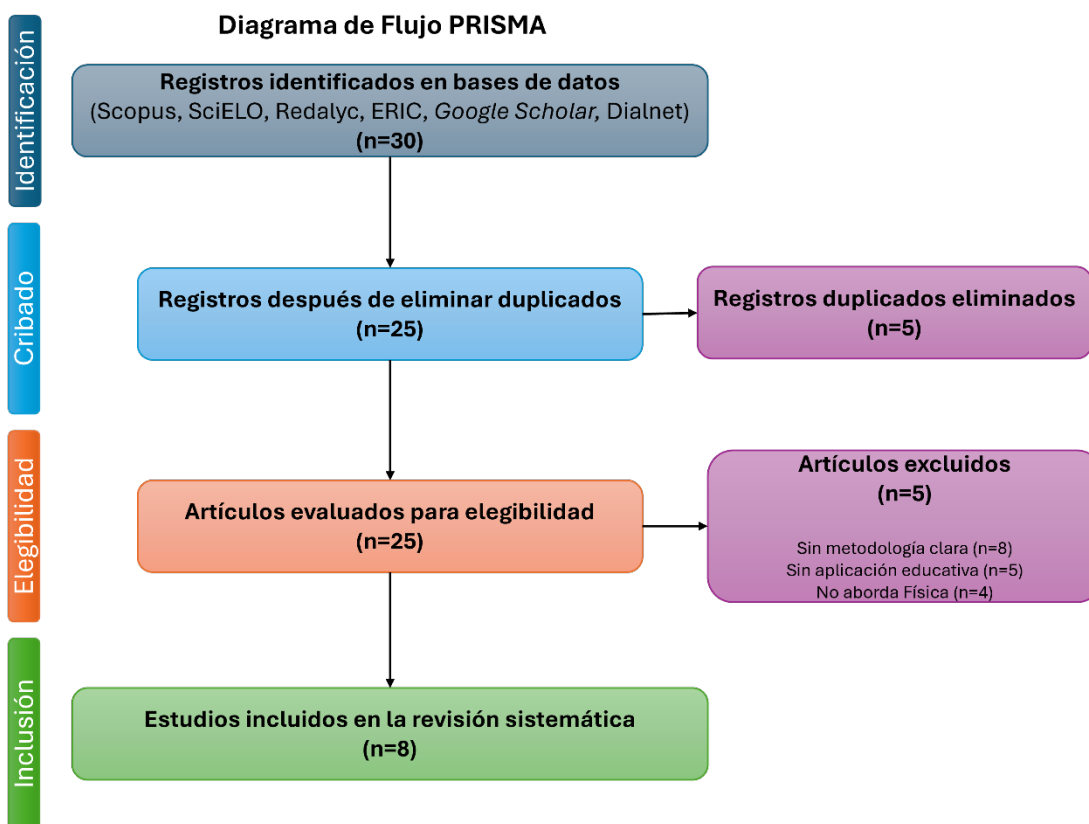 Diagrama de Flujo PRISMA
Identificación
Registros identificados en bases de datos
(Scopus, SciELO, Redalyc, ERIC, Google Scholar, Dialnet)
(n=30)
Cribado
Registros después de eliminar duplicados
(n=25)
Registros duplicados eliminados
(n=5)
Elegibilidad
Artículos evaluados para elegibilidad
(n=25)
Artículos excluidos
(n=5)
Sin metodología clara (n=8)
Sin aplicación educativa (n=5)
No aborda Física (n=4)
Inclusión
Estudios incluidos en la revisión sistemática
(n=8)